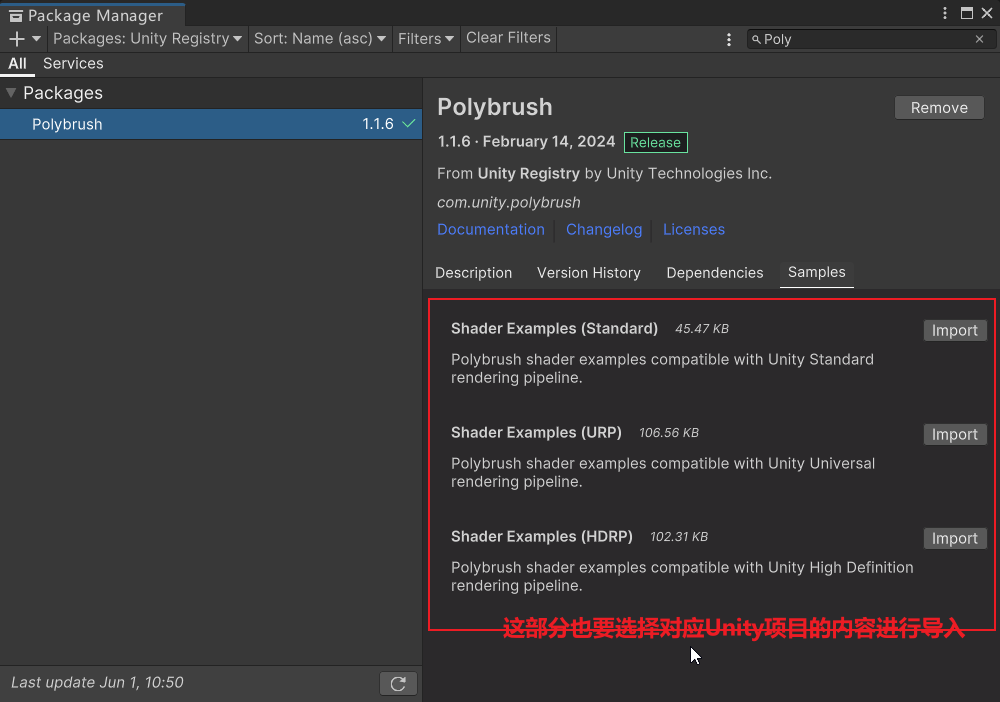 Package Manager
Packages: Unity Registry Sort: Name (asc) Filters Clear Filters Poly
All Services
Packages
Polybrush 1.1.6
Polybrush Remove
1.1.6 · February 14, 2024 Release
From Unity Registry by Unity Technologies Inc.
com.unity.polybrush
Documentation Changelog Licenses
Description Version History Dependencies Samples
Shader Examples (Standard) 45.47 KB Import
Polybrush shader examples compatible with Unity Standard
rendering pipeline.
Shader Examples (URP) 106.56 KB Import
Polybrush shader examples compatible with Unity Universal
rendering pipeline.
Shader Examples (HDRP) 102.31 KB Import
Polybrush shader examples compatible with Unity High Definition
rendering pipeline.
这部分也要选择对应Unity项目的内容进行导入
Last update Jun 1, 10:50